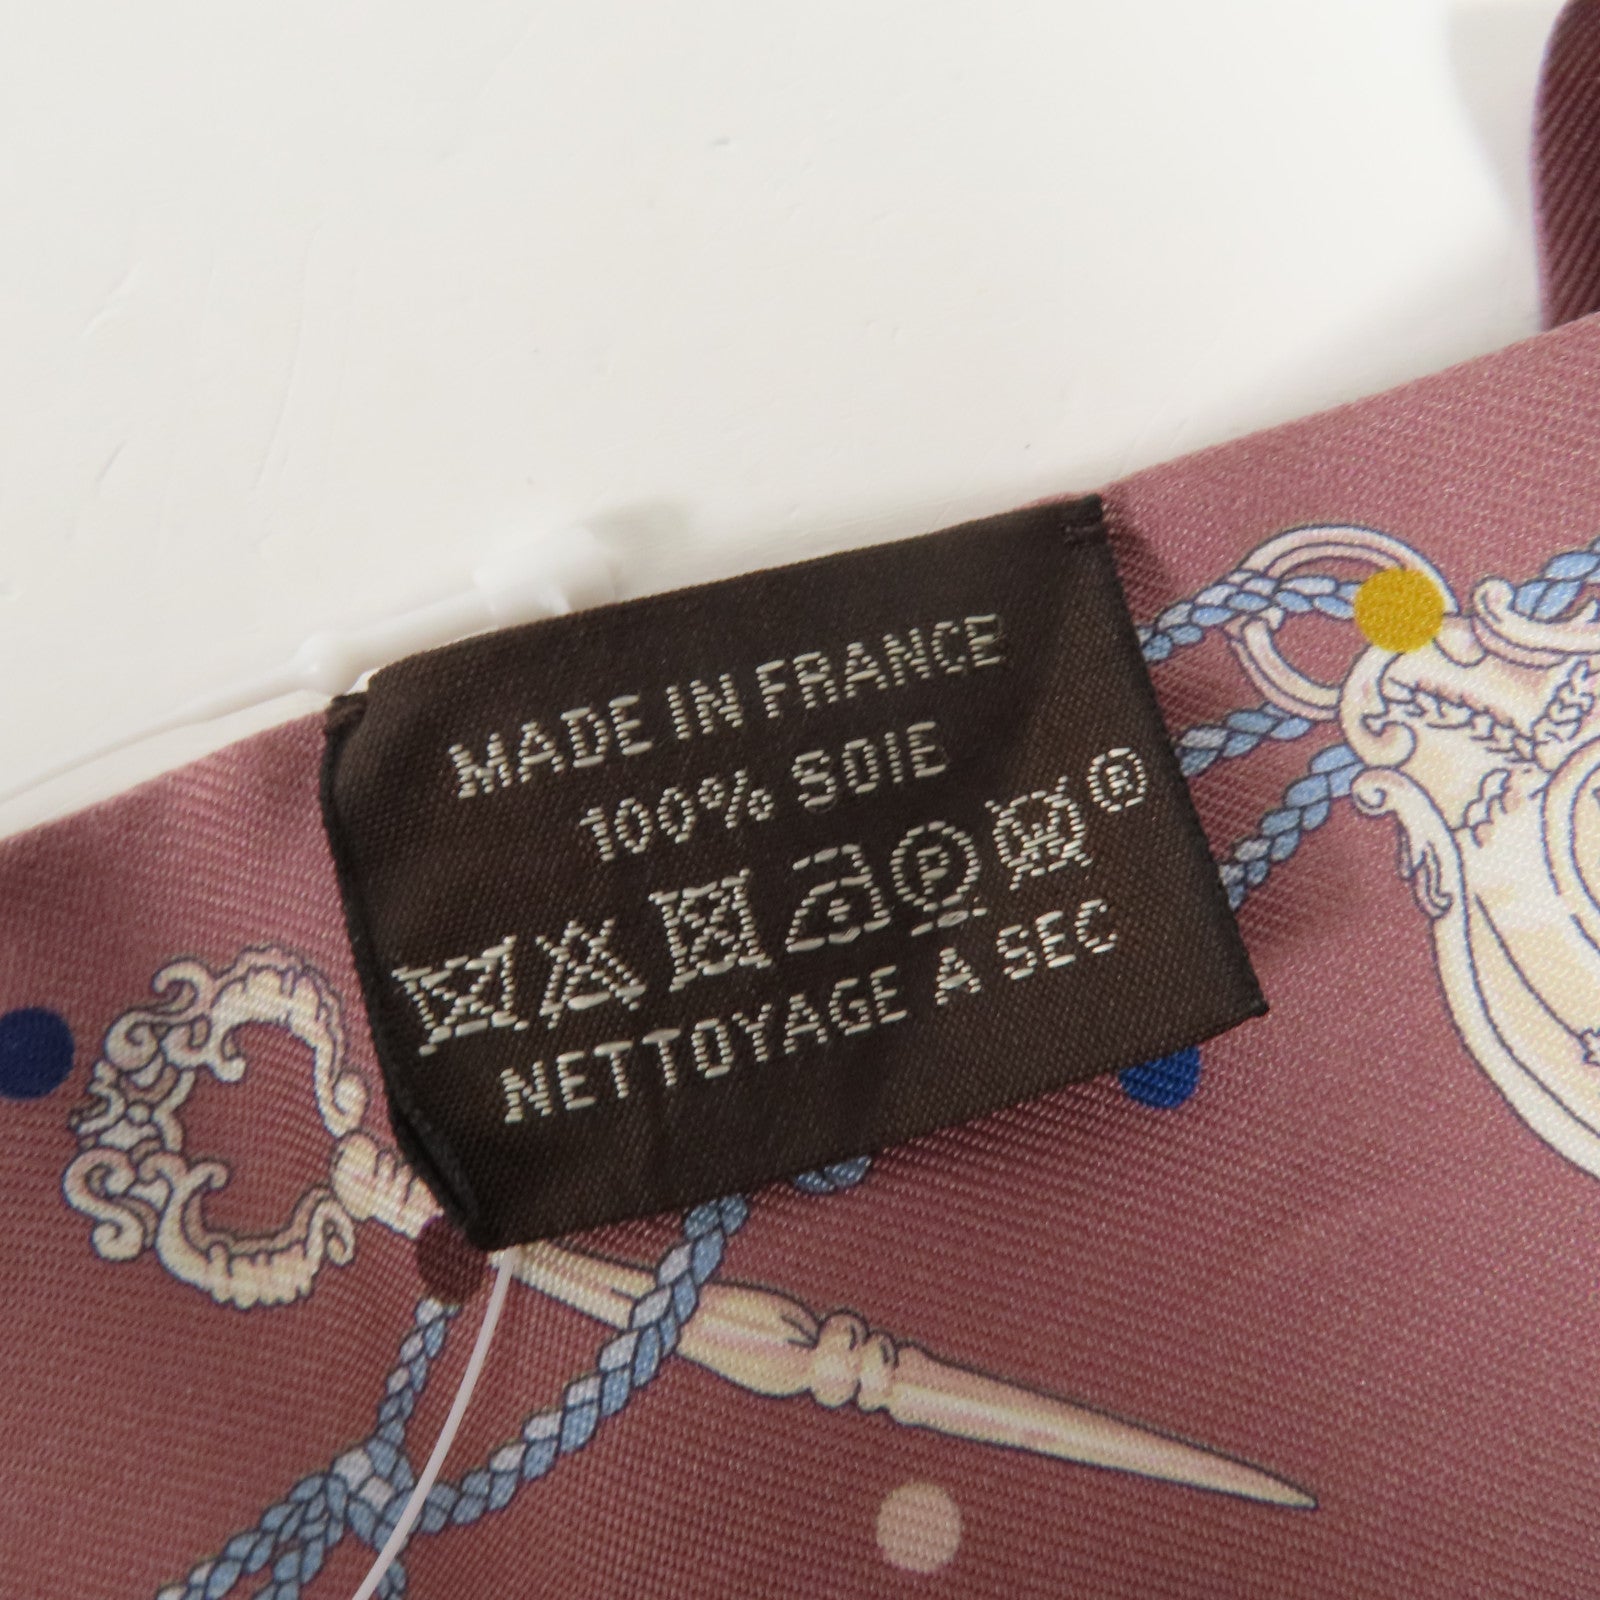 MADE IN FRANCE
100% SOIE
P W ®
NETTOYAGE A SEC